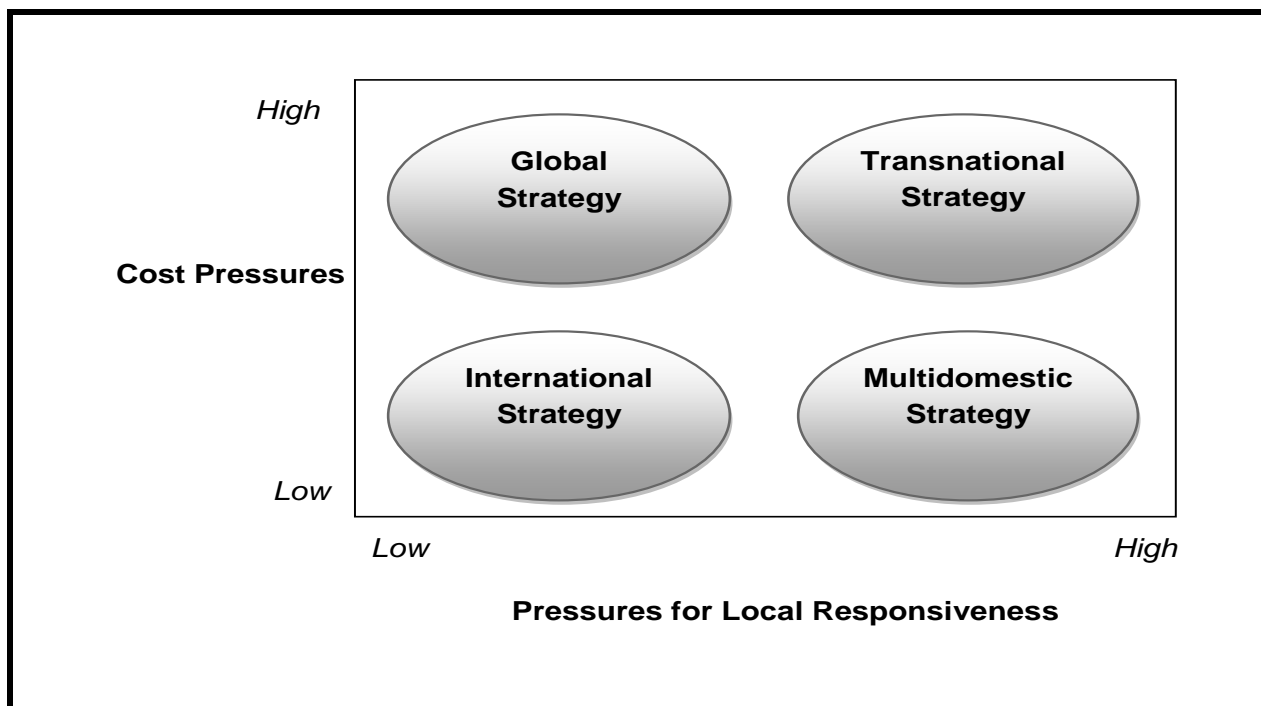 High
Global
Strategy
Transnational
Strategy
Cost Pressures
International
Strategy
Multidomestic
Strategy
Low
Low
High
Pressures for Local Responsiveness